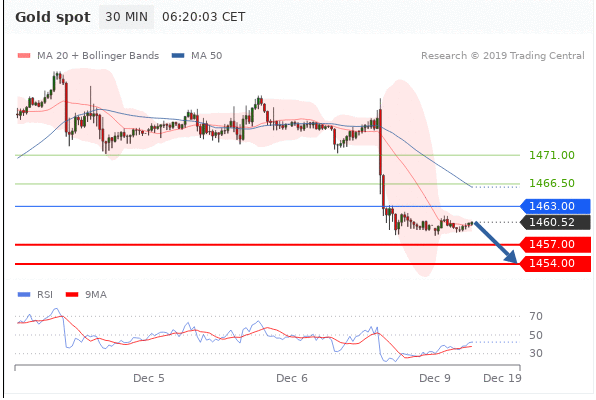 Gold spot 30 MIN 06:20:03 CET
MA 20 + Bollinger Bands MA 50 Research © 2019 Trading Central
1471.00
1466.50
1463.00
1460.52
1457.00
1454.00
RSI 9MA
70
50
30
Dec 5 Dec 6 Dec 9 Dec 19